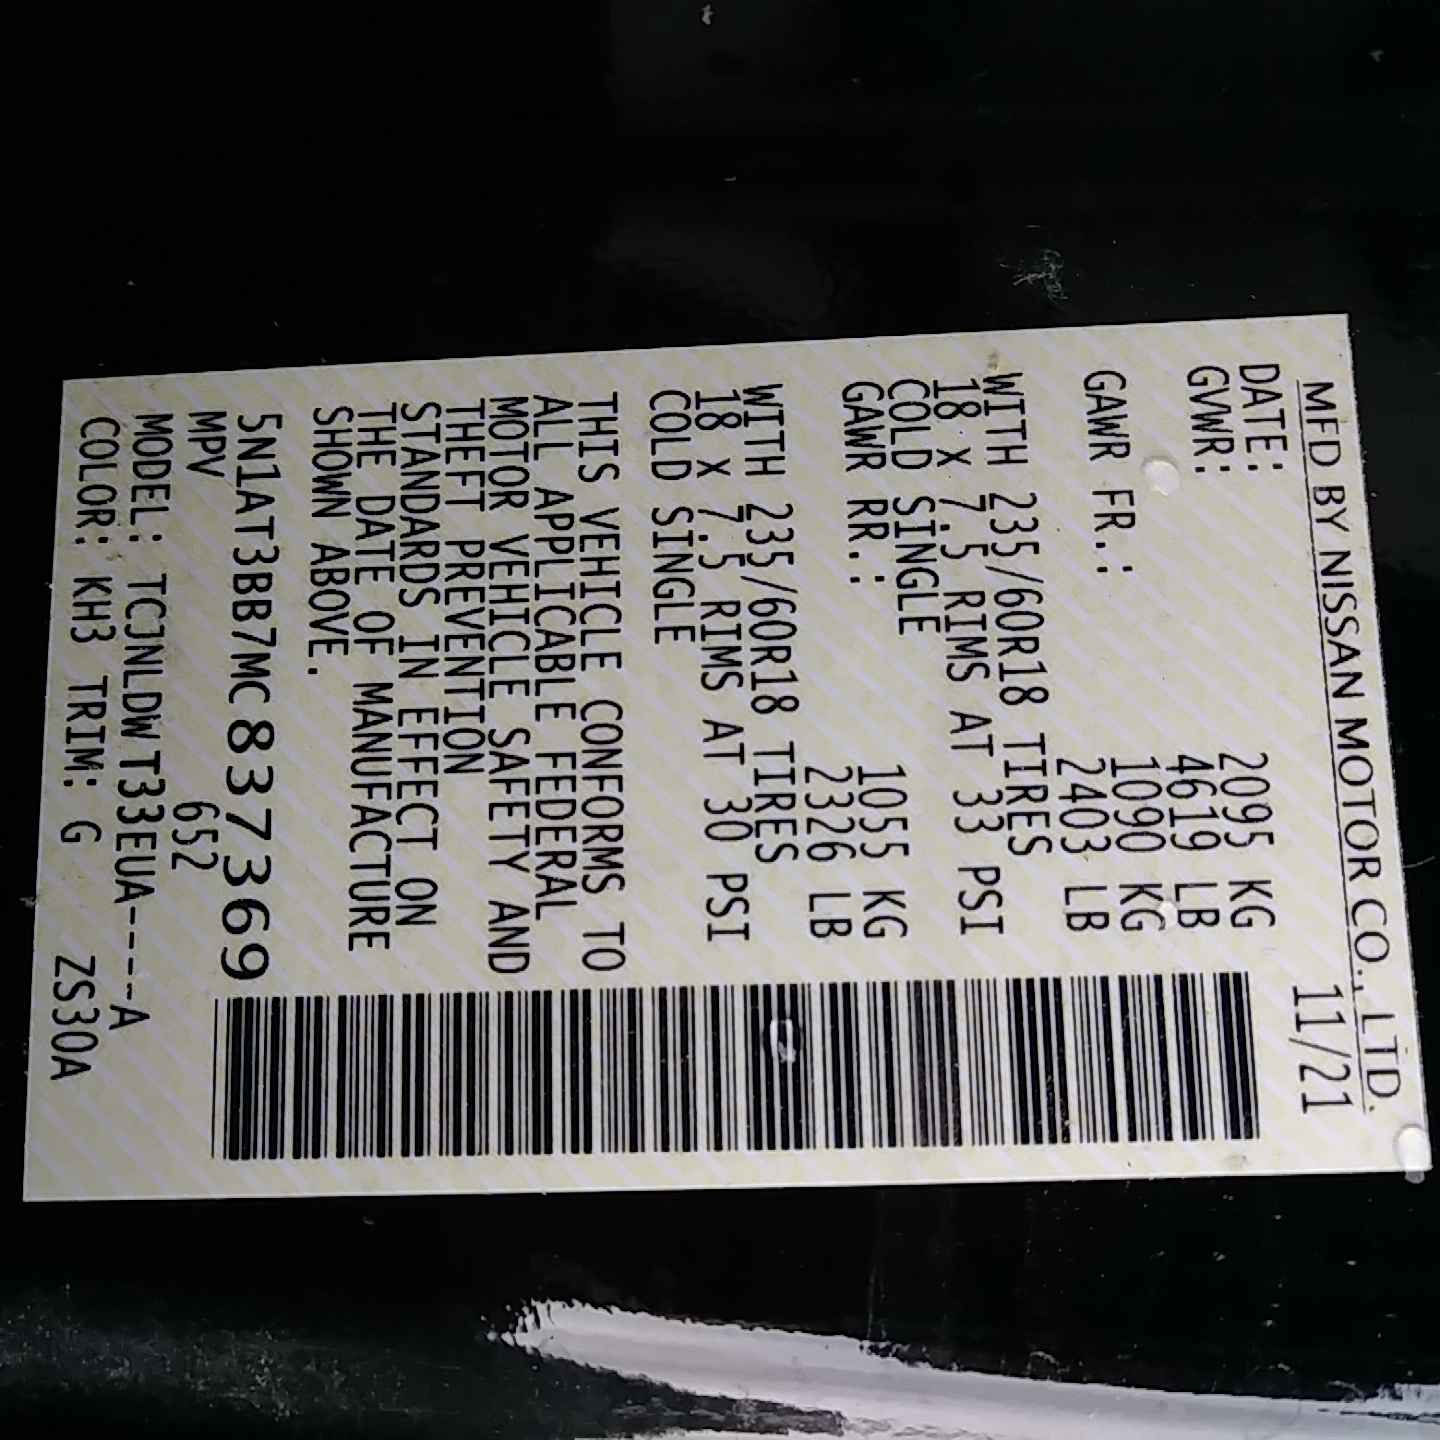 MFD BY NISSAN MOTOR CO., LTD.
DATE: 11/21
GVWR: 2095 KG
4619 LB
GAWR FR.: 1090 KG
2403 LB
WITH 235/60R18 TIRES
18 X 7.5 RIMS AT 33 PSI
COLD SINGLE
GAWR RR.: 1055 KG
2326 LB
WITH 235/60R18 TIRES
18 X 7.5 RIMS AT 30 PSI
COLD SINGLE
THIS VEHICLE CONFORMS TO
ALL APPLICABLE FEDERAL
MOTOR VEHICLE SAFETY AND
THEFT PREVENTION
STANDARDS IN EFFECT ON
THE DATE OF MANUFACTURE
SHOWN ABOVE.
5N1AT3BB7MC837369
MPV 652
MODEL: TCJNLDWT33EUA----A
COLOR: KH3 TRIM: G ZS30A